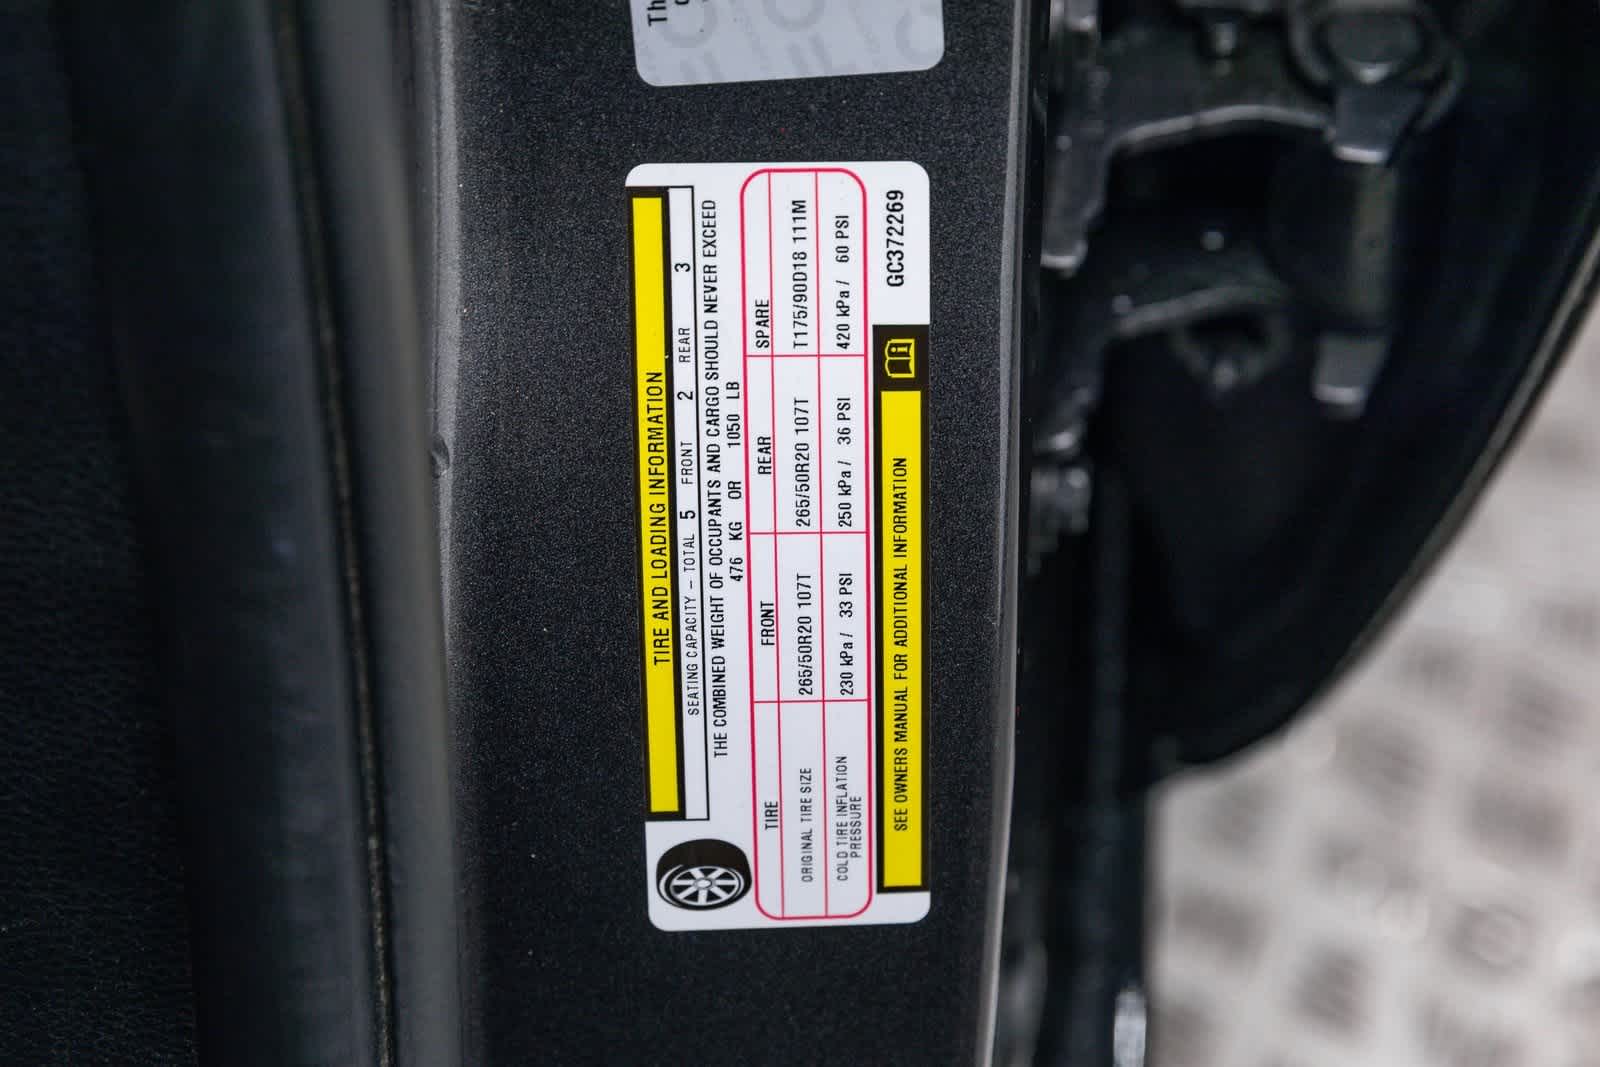 Th
TIRE AND LOADING INFORMATION
SEATING CAPACITY – TOTAL 5 FRONT 2 REAR 3
THE COMBINED WEIGHT OF OCCUPANTS AND CARGO SHOULD NEVER EXCEED
476 KG OR 1050 LB
TIRE FRONT REAR SPARE
ORIGINAL TIRE SIZE 265/50R20 107T 265/50R20 107T T175/90D18 111M
COLD TIRE INFLATION
PRESSURE 230 kPa / 33 PSI 250 kPa / 36 PSI 420 kPa / 60 PSI
SEE OWNERS MANUAL FOR ADDITIONAL INFORMATION
GC372269